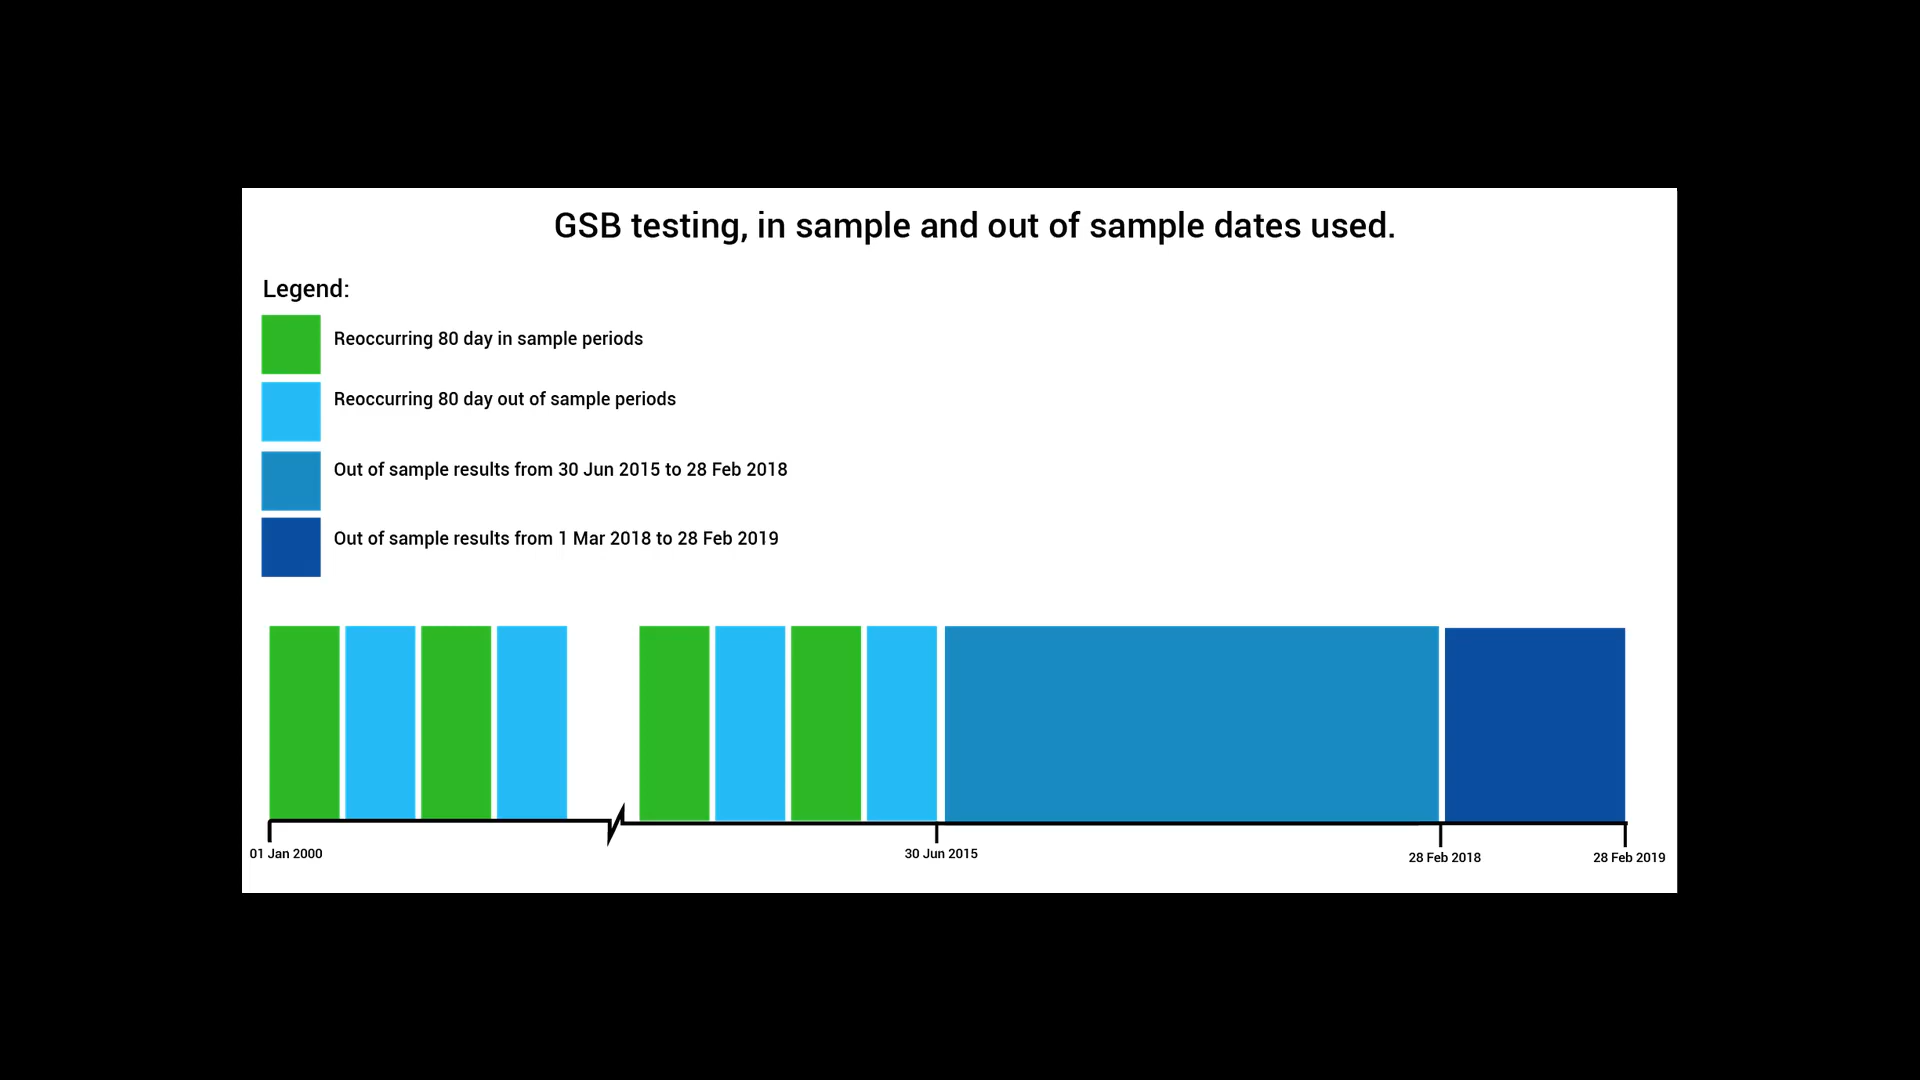 GSB testing, in sample and out of sample dates used.
Legend:
Reoccurring 80 day in sample periods
Reoccurring 80 day out of sample periods
Out of sample results from 30 Jun 2015 to 28 Feb 2018
Out of sample results from 1 Mar 2018 to 28 Feb 2019
01 Jan 2000
30 Jun 2015
28 Feb 2018
28 Feb 2019